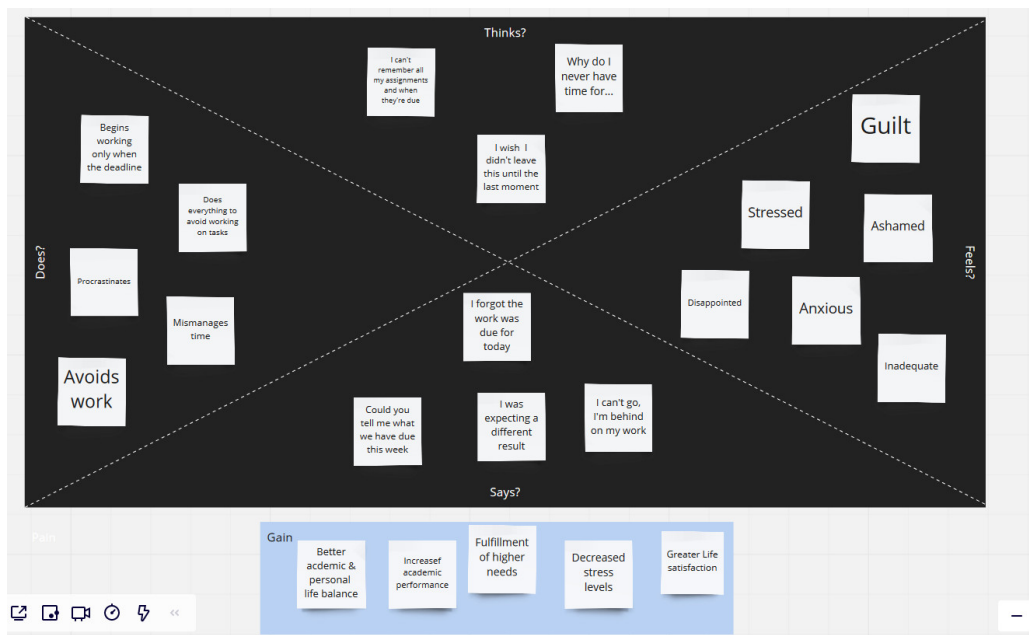 Thinks?
I can't
remember all
my assignments
and when
they're due
Why do I
never have
time for...
I wish I
didn't leave
this until the
last moment
Does?
Begins
working
only when
the deadline
Does
everything to
avoid working
on tasks
Procrastinates
Mismanages
time
Avoids
work
Feels?
Guilt
Stressed
Ashamed
Disappointed
Anxious
Inadequate
I forgot the
work was
due for
today
Could you
tell me what
we have due
this week
I was
expecting a
different
result
I can't go,
I'm behind
on my work
Says?
Pain
Gain
Better
acdemic &
personal
life balance
Increasef
academic
performance
Fulfillment
of higher
needs
Decreased
stress
levels
Greater Life
satisfaction